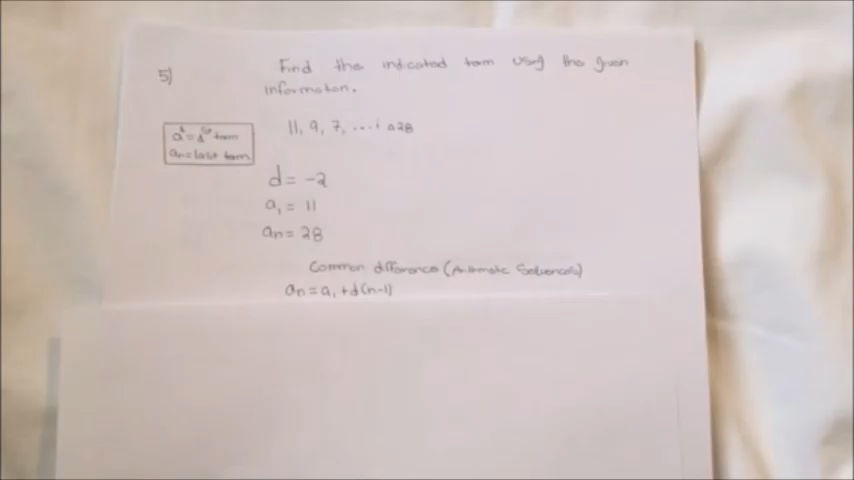 5)
Find the indicated term using the given
information.
11, 9, 7, ....; a28
a1 = 1st term
an = last term
d = -2
a₁ = 11
an = 28
Common difference (Arithmetic Sequences)
an = a₁ + d(n-1)